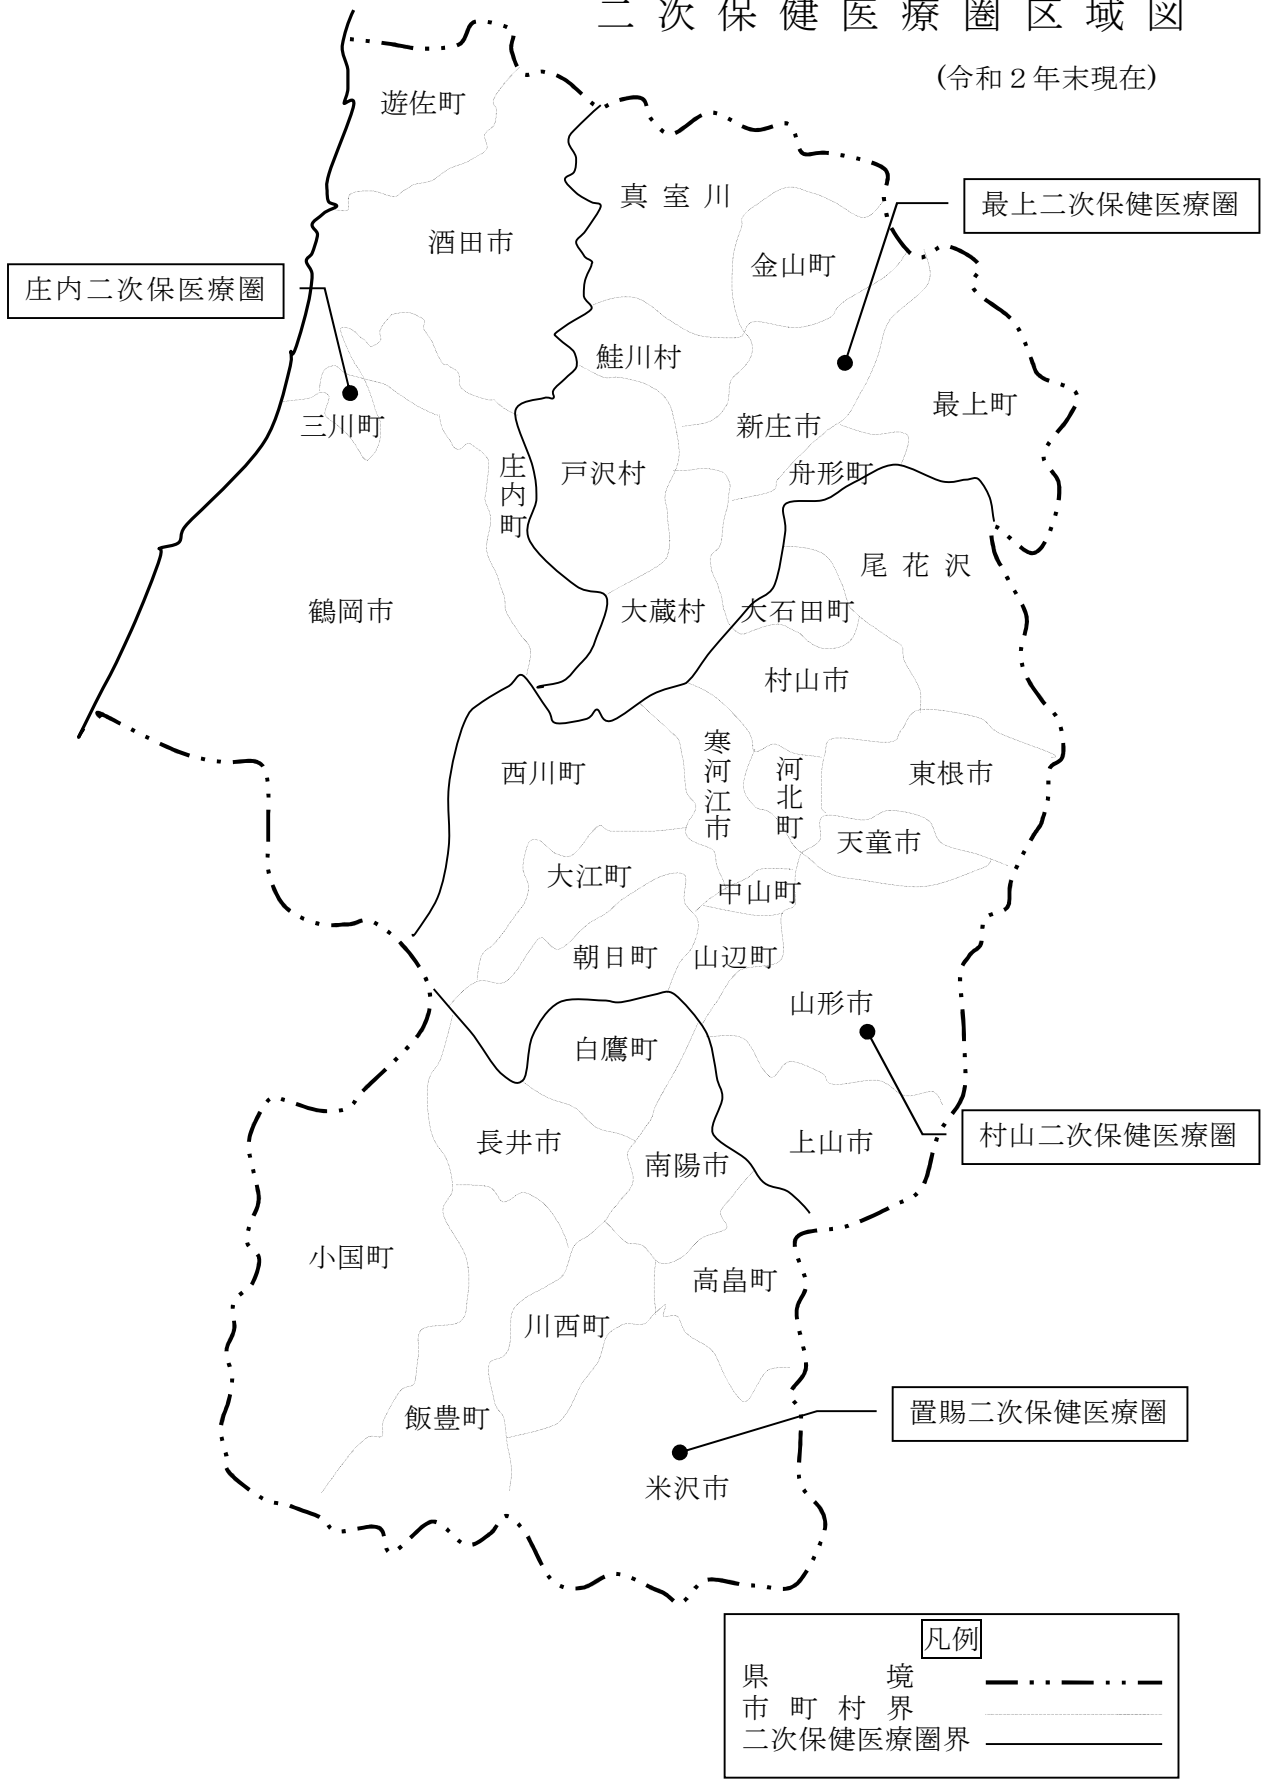 二次保健医療圏区域図
(令和２年末現在)
遊佐町
真室川
最上二次保健医療圏
酒田市
金山町
庄内二次保医療圏
鮭川村
最上町
三川町
新庄市
庄内町
戸沢村
舟形町
尾花沢
鶴岡市
大蔵村
大石田町
村山市
寒河江市
河北町
西川町
東根市
天童市
大江町
中山町
朝日町
山辺町
山形市
白鷹町
長井市
上山市
村山二次保健医療圏
南陽市
小国町
高畠町
川西町
飯豊町
置賜二次保健医療圏
米沢市
凡例
県境
市町村界
二次保健医療圏界